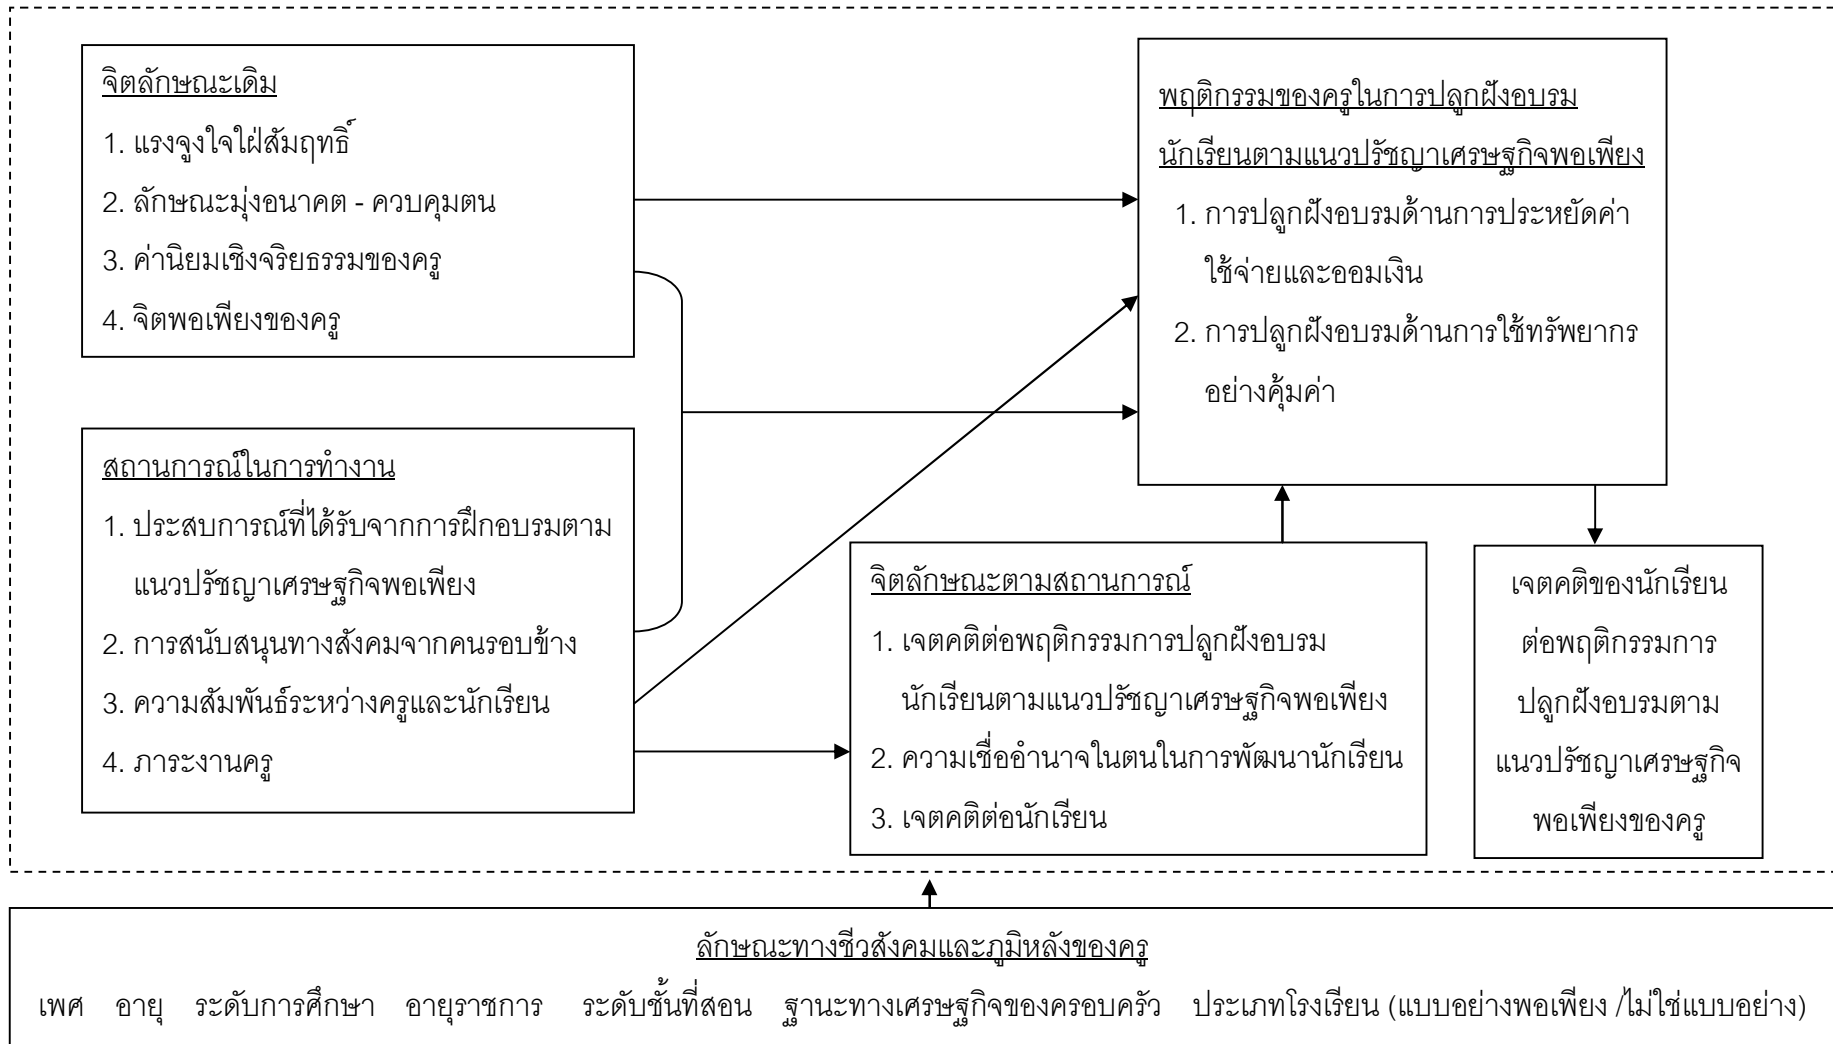 จิตลักษณะเดิม
1. แรงจูงใจใฝ่สัมฤทธิ์
2. ลักษณะมุ่งอนาคต - ควบคุมตน
3. ค่านิยมเชิงจริยธรรมของครู
4. จิตพอเพียงของครู
พฤติกรรมของครูในการปลูกฝังอบรม
นักเรียนตามแนวปรัชญาเศรษฐกิจพอเพียง
1. การปลูกฝังอบรมด้านการประหยัดค่า
ใช้จ่ายและออมเงิน
2. การปลูกฝังอบรมด้านการใช้ทรัพยากร
อย่างคุ้มค่า
สถานการณ์ในการทำงาน
1. ประสบการณ์ที่ได้รับจากการฝึกอบรมตาม
แนวปรัชญาเศรษฐกิจพอเพียง
2. การสนับสนุนทางสังคมจากคนรอบข้าง
3. ความสัมพันธ์ระหว่างครูและนักเรียน
4. ภาระงานครู
จิตลักษณะตามสถานการณ์
1. เจตคติต่อพฤติกรรมการปลูกฝังอบรม
นักเรียนตามแนวปรัชญาเศรษฐกิจพอเพียง
2. ความเชื่ออำนาจในตนในการพัฒนานักเรียน
3. เจตคติต่อนักเรียน
เจตคติของนักเรียน
ต่อพฤติกรรมการ
ปลูกฝังอบรมตาม
แนวปรัชญาเศรษฐกิจ
พอเพียงของครู
ลักษณะทางชีวสังคมและภูมิหลังของครู
เพศ อายุ ระดับการศึกษา อายุราชการ ระดับชั้นที่สอน ฐานะทางเศรษฐกิจของครอบครัว ประเภทโรงเรียน (แบบอย่างพอเพียง /ไม่ใช่แบบอย่าง)